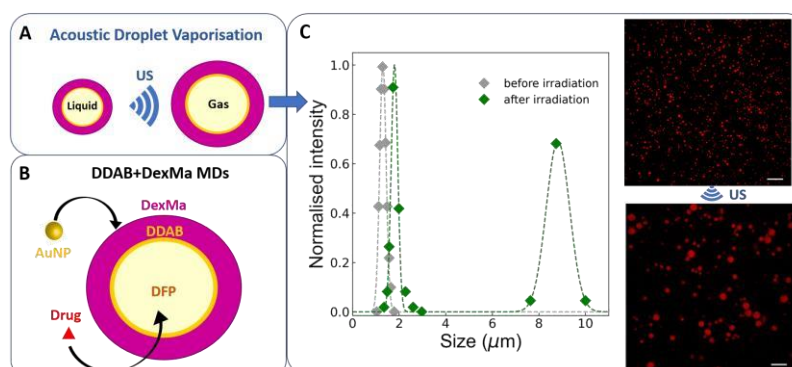 A
Acoustic Droplet Vaporisation
US
Liquid
Gas
B
DDAB+DexMa MDs
DexMa
DDAB
AuNP
DFP
Drug
C
Normalised intensity
1.0
0.8
0.6
0.4
0.2
0.0
0 2 4 6 8 10
Size (μm)
before irradiation
after irradiation
US